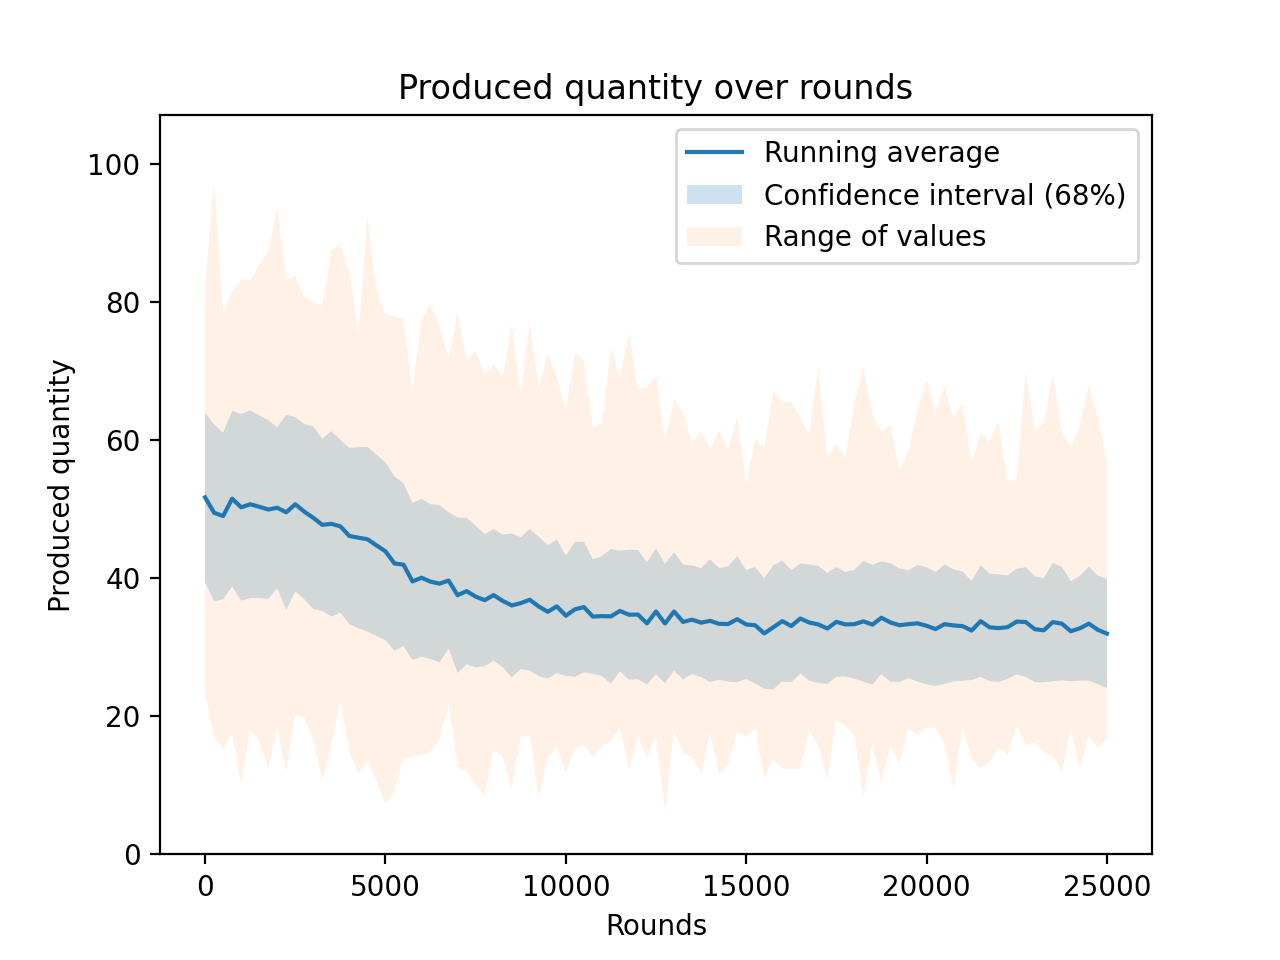 Produced quantity over rounds
Running average
Confidence interval (68%)
Range of values
Produced quantity
100
80
60
40
20
0
0 5000 10000 15000 20000 25000
Rounds